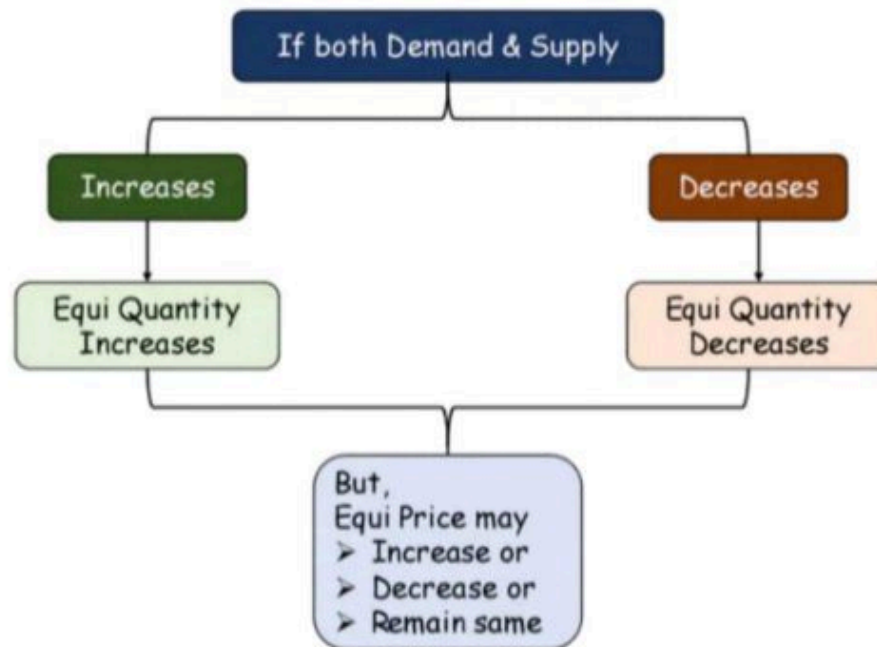 If both Demand & Supply
Increases
Decreases
Equi Quantity
Increases
Equi Quantity
Decreases
But,
Equi Price may
➤ Increase or
➤ Decrease or
➤ Remain same